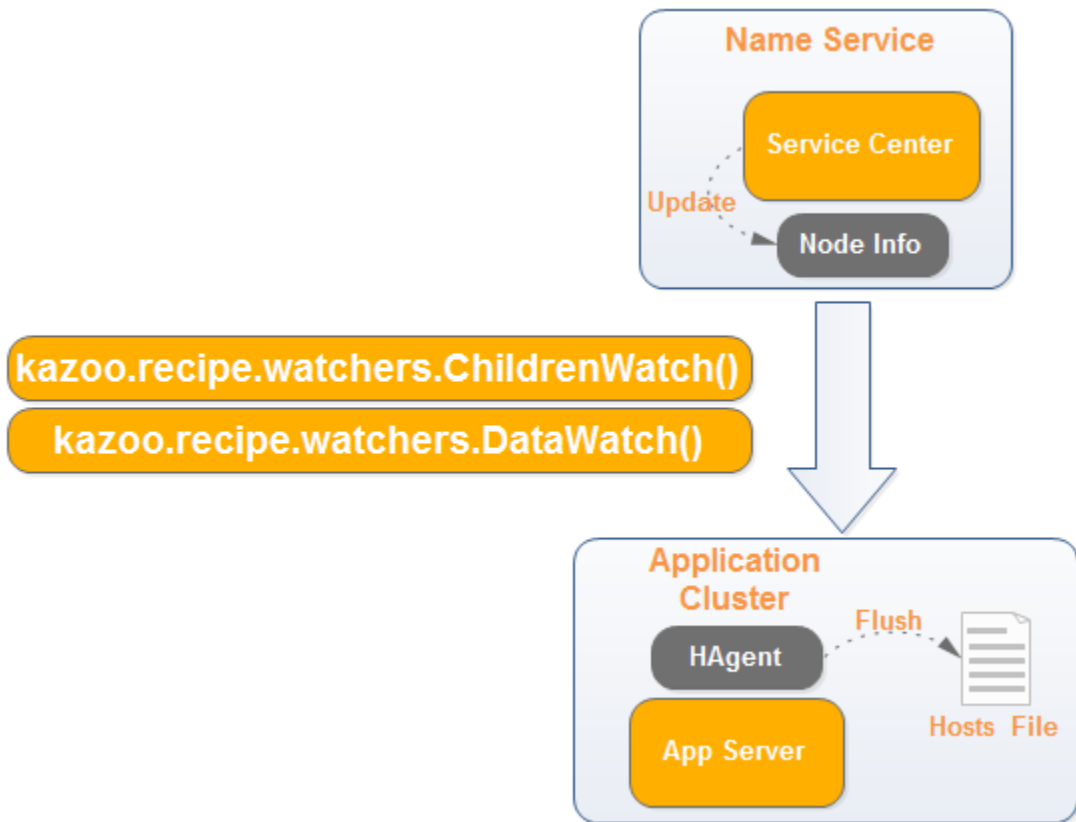 Name Service
Service Center
Update
Node Info
kazoo.recipe.watchers.ChildrenWatch()
kazoo.recipe.watchers.DataWatch()
Application
Cluster
Flush
HAgent
Hosts File
App Server